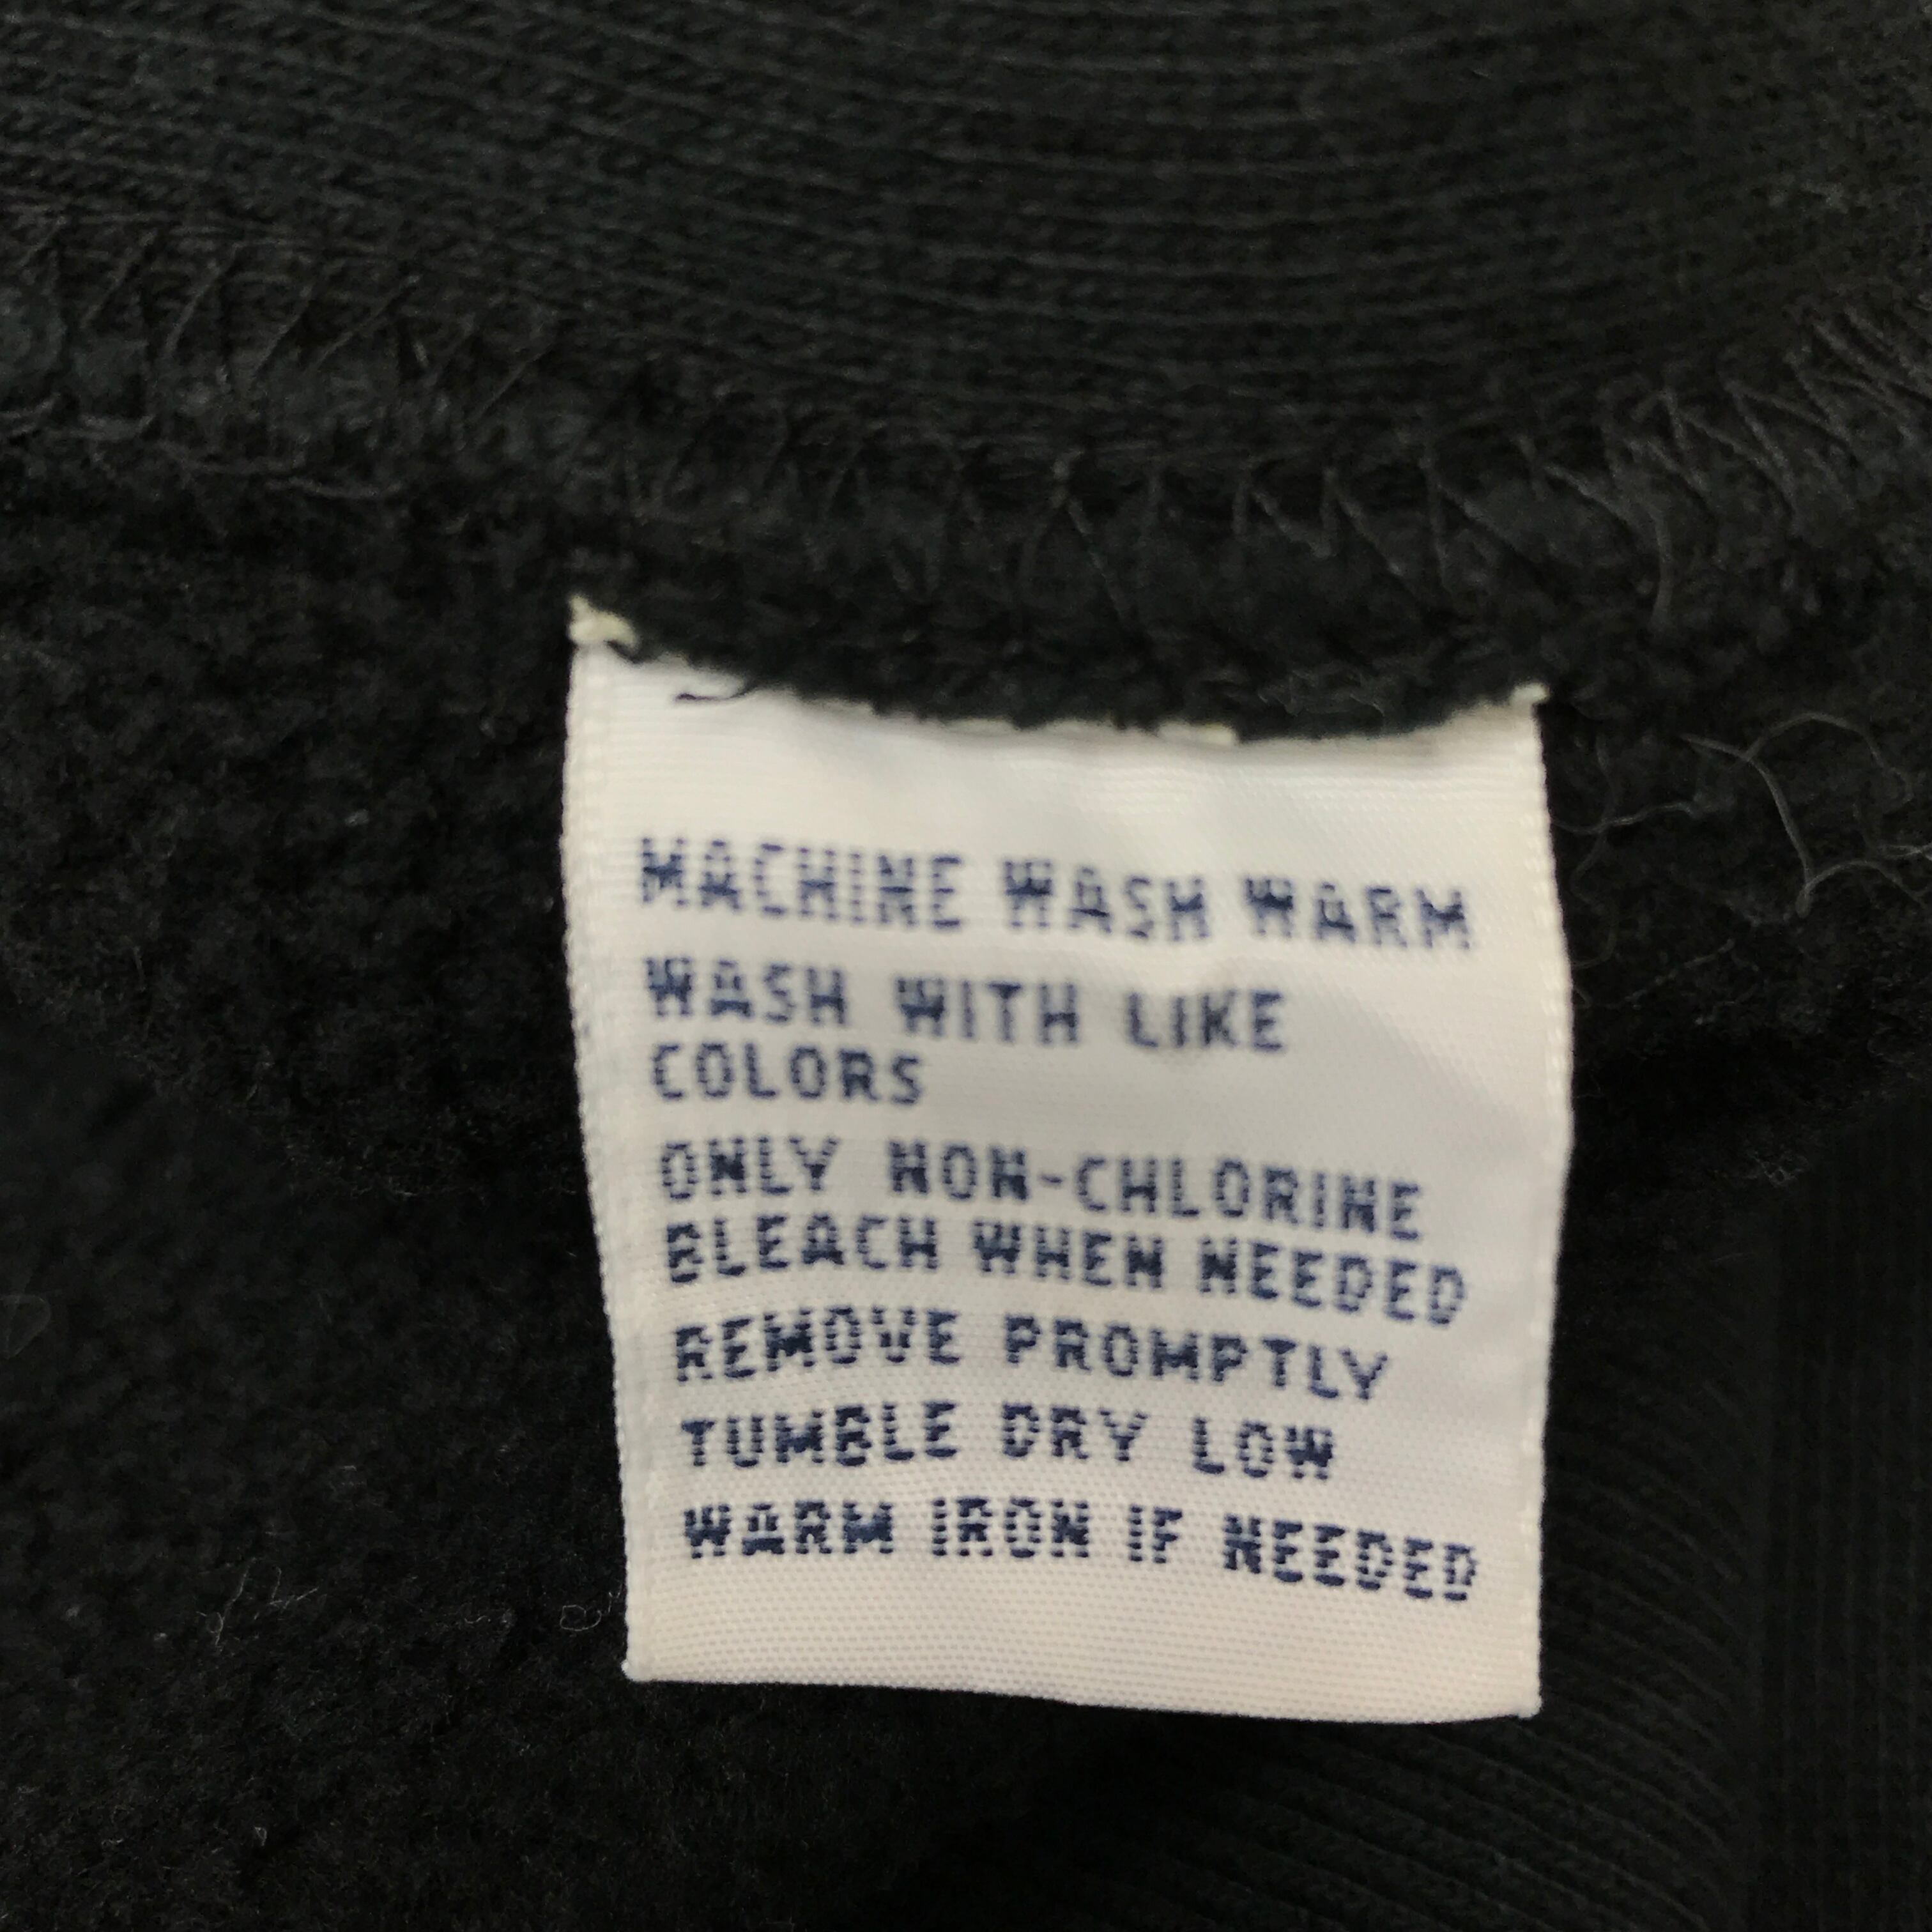 MACHINE WASH WARM
WASH WITH LIKE
COLORS
ONLY NON-CHLORINE
BLEACH WHEN NEEDED
REMOVE PROMPTLY
TUMBLE DRY LOW
WARM IRON IF NEEDED